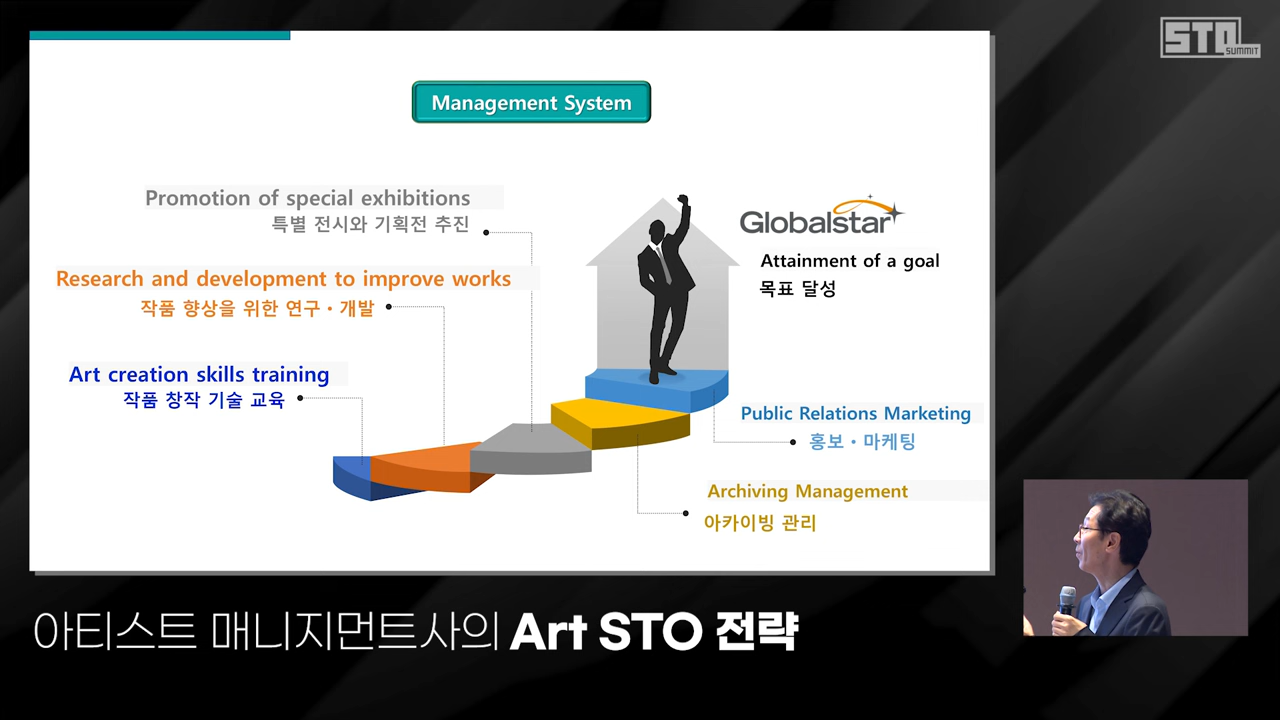 STO
SUMMIT
Management System
Promotion of special exhibitions
특별 전시와 기획전 추진
Globalstar
Attainment of a goal
목표 달성
Research and development to improve works
작품 향상을 위한 연구・개발
Art creation skills training
작품 창작 기술 교육
Public Relations Marketing
홍보・마케팅
Archiving Management
아카이빙 관리
아티스트 매니지먼트사의 Art STO 전략